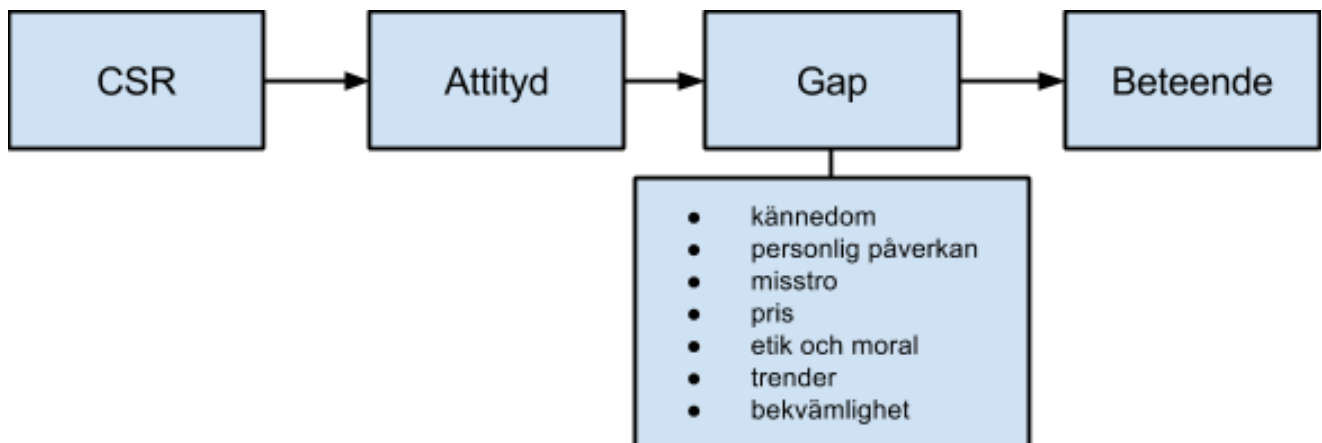 CSR
Attityd
Gap
Beteende
● kännedom
● personlig påverkan
● misstro
● pris
● etik och moral
● trender
● bekvämlighet